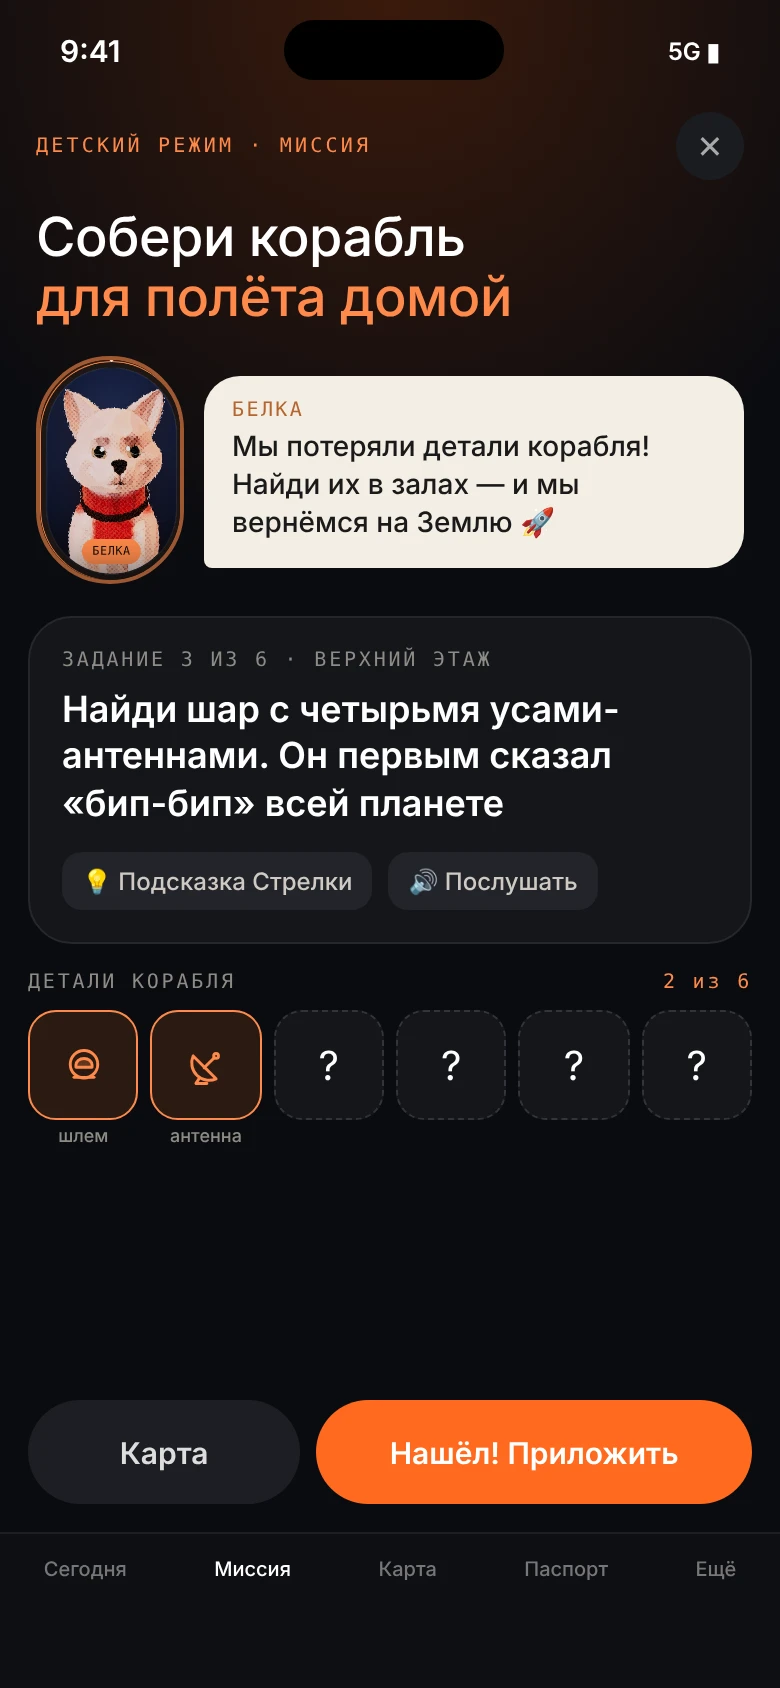 9:41
5G
ДЕТСКИЙ РЕЖИМ · МИССИЯ
Собери корабль
для полёта домой
БЕЛКА
БЕЛКА
Мы потеряли детали корабля!
Найди их в залах — и мы
вернёмся на Землю 🚀
ЗАДАНИЕ 3 ИЗ 6 · ВЕРХНИЙ ЭТАЖ
Найди шар с четырьмя усами-
антеннами. Он первым сказал
«бип-бип» всей планете
💡 Подсказка Стрелки
🔊 Послушать
ДЕТАЛИ КОРАБЛЯ
2 из 6
? ? ? ?
шлем
антенна
Карта
Нашёл! Приложить
Сегодня
Миссия
Карта
Паспорт
Ещё